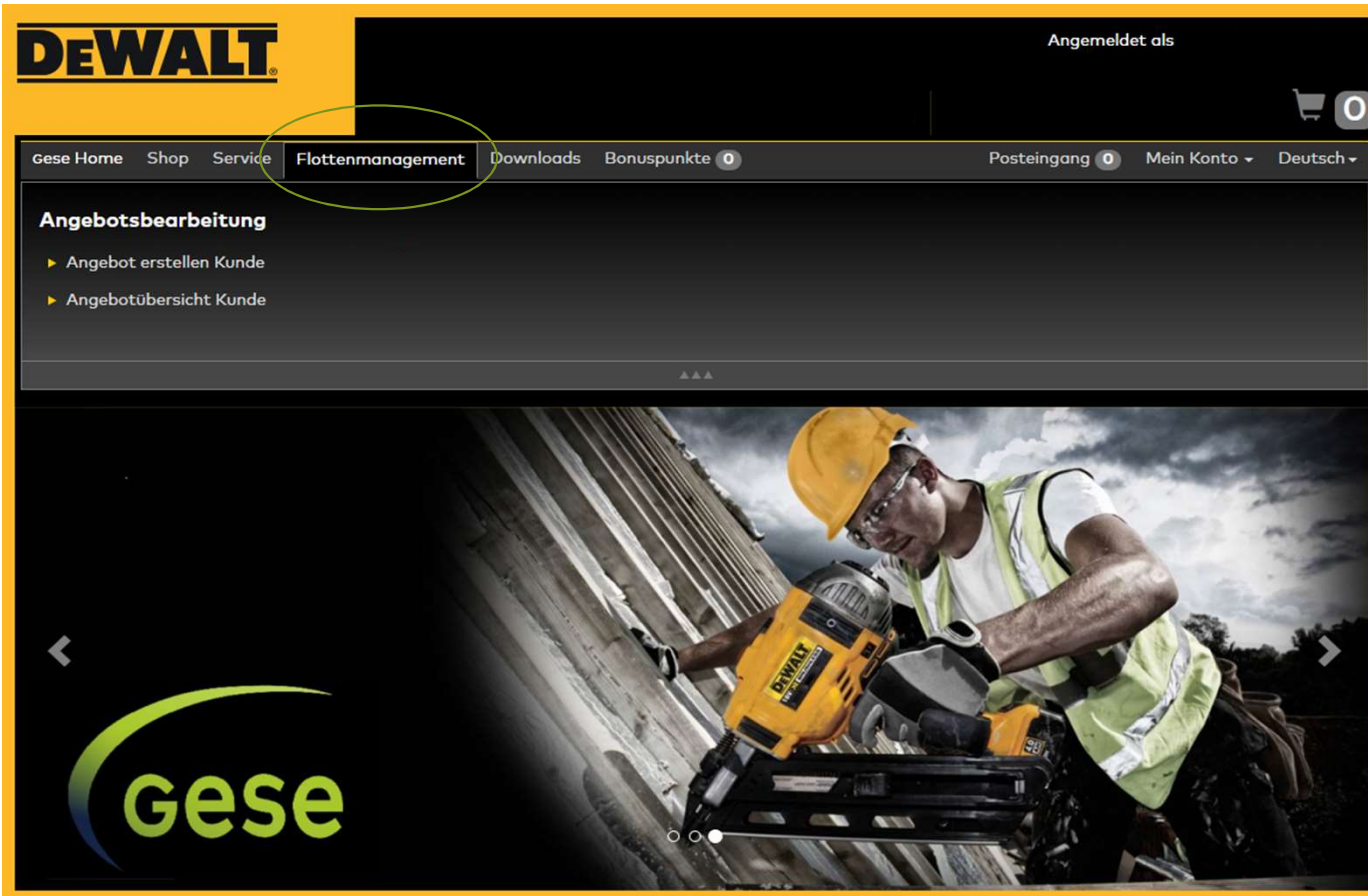 DEWALT®
Angemeldet als
0
Gese Home Shop Service Flottenmanagement Downloads Bonuspunkte 0 Posteingang 0 Mein Konto Deutsch
Angebotsbearbeitung
Angebot erstellen Kunde
Angebotübersicht Kunde
DEWALT
Gese